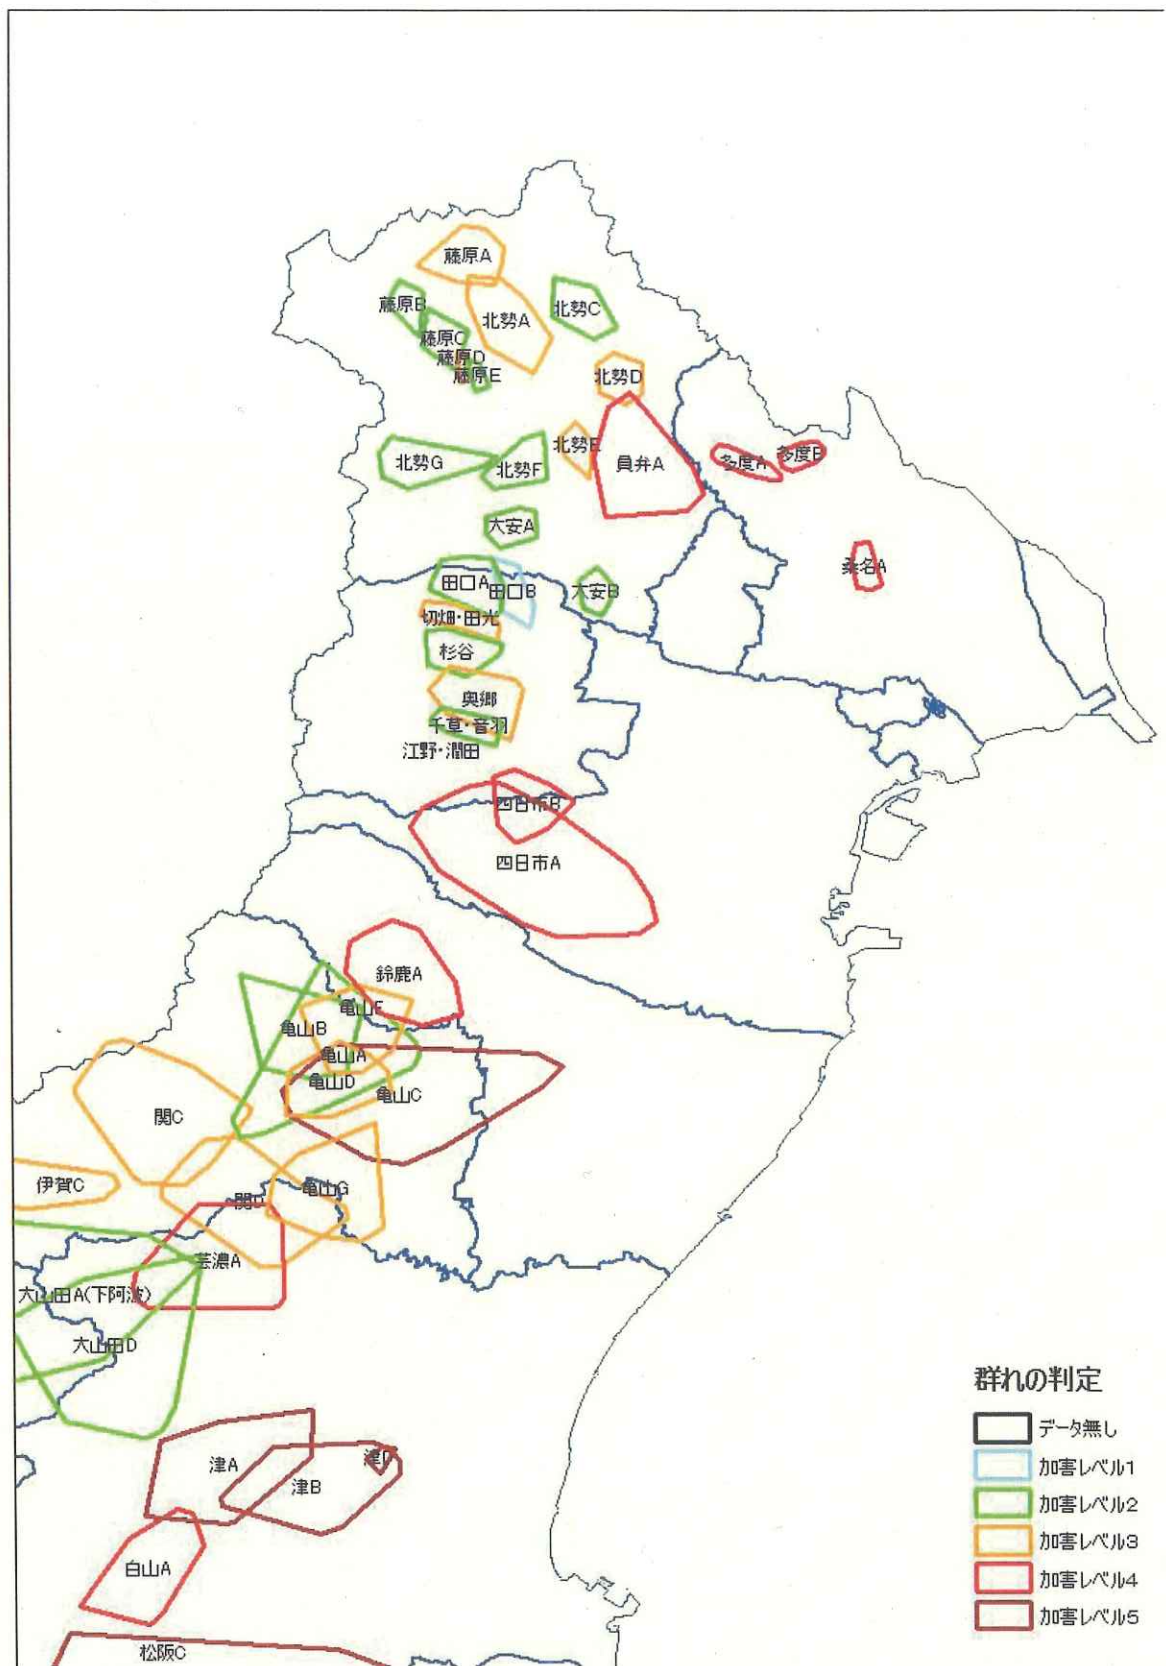 藤原A
藤原B
北勢A
北勢C
藤原C
藤原D
藤原E
北勢D
北勢E
北勢G
北勢F
員弁A
多度A
多度B
大安A
桑名A
田口A
田口B
大安B
切畑・田光
杉谷
奥郷
千草・音羽
江野・潤田
四日市B
四日市A
鈴鹿A
亀山B
亀山A
亀山D
亀山C
関C
伊賀C
亀山G
芸濃A
大山田A(下阿波)
大山田D
津A
津B
白山A
松阪C
群れの判定
データ無し
加害レベル1
加害レベル2
加害レベル3
加害レベル4
加害レベル5